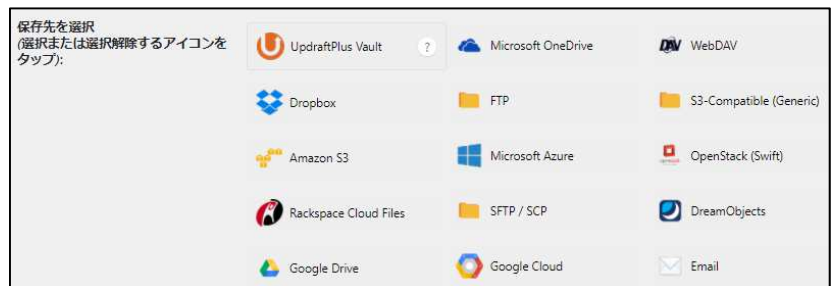 保存先を選択
(選択または選択解除するアイコンを
タップ):
UpdraftPlus Vault ? Microsoft OneDrive WebDAV
Dropbox FTP S3-Compatible (Generic)
Amazon S3 Microsoft Azure OpenStack (Swift)
Rackspace Cloud Files SFTP / SCP DreamObjects
Google Drive Google Cloud Email